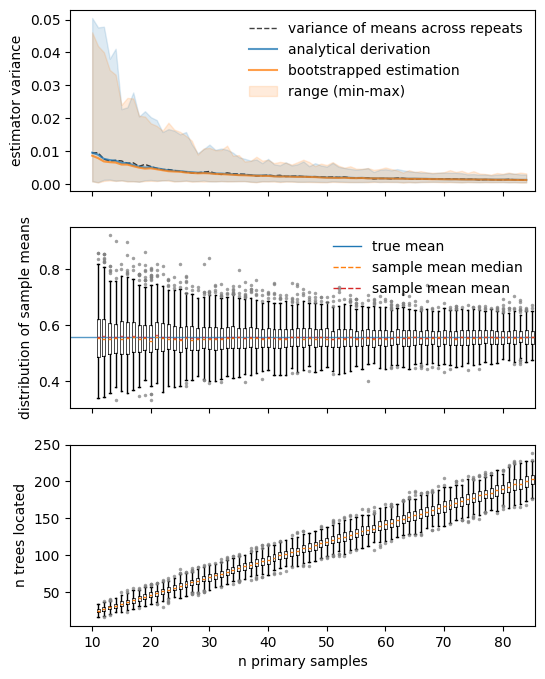 0.05
0.04
0.03
0.02
0.01
0.00
estimator variance
variance of means across repeats
analytical derivation
bootstrapped estimation
range (min-max)
0.8
0.6
0.4
distribution of sample means
true mean
sample mean median
sample mean mean
250
200
150
100
50
n trees located
10 20 30 40 50 60 70 80
n primary samples